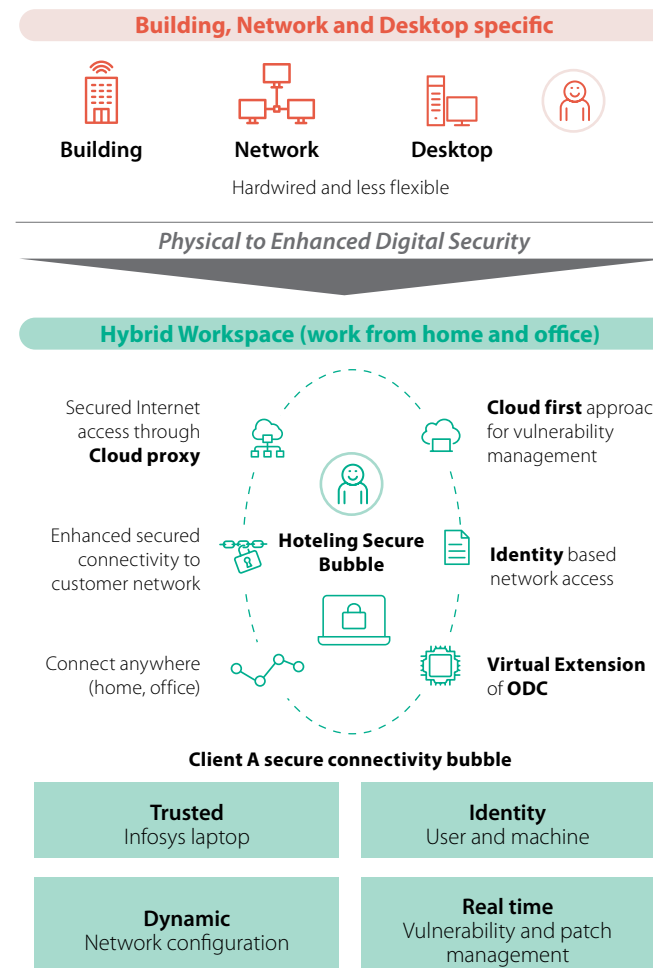 Building, Network and Desktop specific
Building
Network
Desktop
Hardwired and less flexible
Physical to Enhanced Digital Security
Hybrid Workspace (work from home and office)
Secured Internet
access through
Cloud proxy
Cloud first approac
for vulnerability
management
Enhanced secured
connectivity to
customer network
Hoteling Secure
Bubble
Identity based
network access
Connect anywhere
(home, office)
Virtual Extension
of ODC
Client A secure connectivity bubble
Trusted
Infosys laptop
Identity
User and machine
Dynamic
Network configuration
Real time
Vulnerability and patch
management